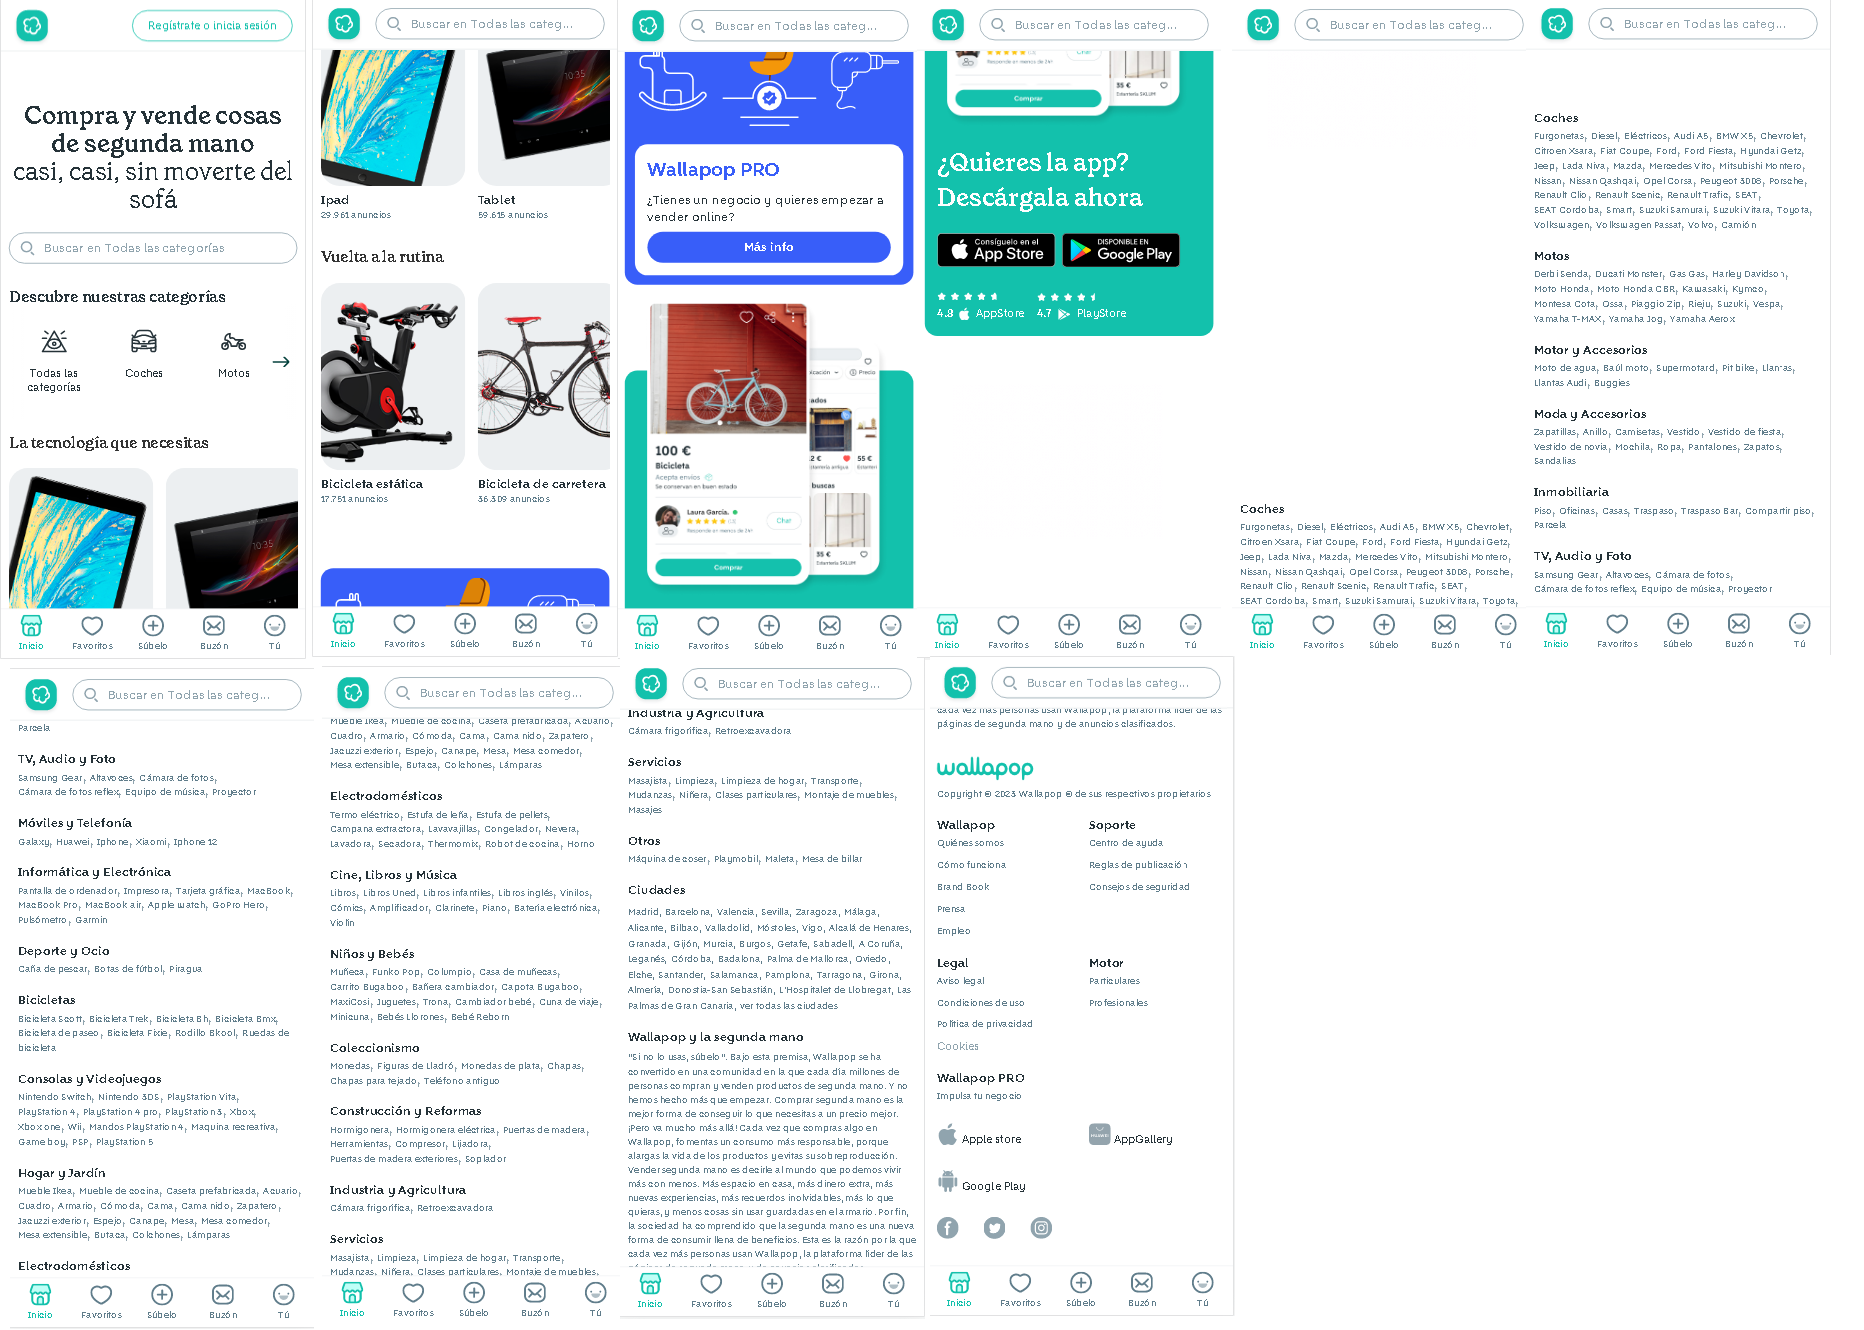 Regístrate o inicia sesión
Compra y vende cosas
de segunda mano
casi, casi, sin moverte del
sofá
Buscar en Todas las categorías
Descubre nuestras categorías
Todas las
categorías
Coches
Motos
La tecnología que necesitas
10:35
Inicio
Favoritos
Súbelo
Buzón
Tú
Buscar en Todas las categ...
10:35
Ipad
29.961 anuncios
Tablet
59.615 anuncios
Vuelta a la rutina
Bicicleta estática
17.751 anuncios
Bicicleta de carretera
36.309 anuncios
Inicio
Favoritos
Súbelo
Buzón
Tú
Buscar en Todas las categ...
Wallapop PRO
¿Tienes un negocio y quieres empezar a
vender online?
Más info
100 €
Bicicleta
Acepta envíos
Se conservan en buen estado
Laura García.
Responde en menos de 24h
Chat
Comprar
Precio
55 €
35 €
Estantería SKLUM
Inicio
Favoritos
Súbelo
Buzón
Tú
Buscar en Todas las categ...
Responde en menos de 24h
Chat
Comprar
35 €
Estantería SKLUM
¿Quieres la app?
Descárgala ahora
Consíguelo en el
App Store
DISPONIBLE EN
Google Play
4.8 AppStore
4.7 PlayStore
Inicio
Favoritos
Súbelo
Buzón
Tú
Buscar en Todas las categ...
Coches
Furgonetas, Diesel, Eléctricos, Audi A5, BMW X5, Chevrolet,
Citroen Xsara, Fiat Coupe, Ford, Ford Fiesta, Hyundai Getz,
Jeep, Lada Niva, Mazda, Mercedes Vito, Mitsubishi Montero,
Nissan, Nissan Qashqai, Opel Corsa, Peugeot 3008, Porsche,
Renault Clio, Renault Scenic, Renault Trafic, SEAT,
SEAT Cordoba, Smart, Suzuki Samurai, Suzuki Vitara, Toyota,
Inicio
Favoritos
Súbelo
Buzón
Tú
Buscar en Todas las categ...
Coches
Furgonetas, Diesel, Eléctricos, Audi A5, BMW X5, Chevrolet,
Citroen Xsara, Fiat Coupe, Ford, Ford Fiesta, Hyundai Getz,
Jeep, Lada Niva, Mazda, Mercedes Vito, Mitsubishi Montero,
Nissan, Nissan Qashqai, Opel Corsa, Peugeot 3008, Porsche,
Renault Clio, Renault Scenic, Renault Trafic, SEAT,
SEAT Cordoba, Smart, Suzuki Samurai, Suzuki Vitara, Toyota,
Volkswagen, Volkswagen Passat, Volvo, Camión
Motos
Derbi Senda, Ducati Monster, Gas Gas, Harley Davidson,
Moto Honda, Moto Honda CBR, Kawasaki, Kymco,
Montesa Cota, Ossa, Piaggio Zip, Rieju, Suzuki, Vespa,
Yamaha T-MAX, Yamaha Jog, Yamaha Aerox
Motor y Accesorios
Moto de agua, Baúl moto, Supermotard, Pit bike, Llantas,
Llantas Audi, Buggies
Moda y Accesorios
Zapatillas, Anillo, Camisetas, Vestido, Vestido de fiesta,
Vestido de novia, Mochila, Ropa, Pantalones, Zapatos,
Sandalias
Inmobiliaria
Piso, Oficinas, Casas, Traspaso, Traspaso Bar, Compartir piso,
Parcela
TV, Audio y Foto
Samsung Gear, Altavoces, Cámara de fotos,
Cámara de fotos reflex, Equipo de música, Proyector
Inicio
Favoritos
Súbelo
Buzón
Tú
Buscar en Todas las categ...
Parcela
TV, Audio y Foto
Samsung Gear, Altavoces, Cámara de fotos,
Cámara de fotos reflex, Equipo de música, Proyector
Móviles y Telefonía
Galaxy, Huawei, Iphone, Xiaomi, Iphone 12
Informática y Electrónica
Pantalla de ordenador, Impresora, Tarjeta gráfica, MacBook,
MacBook Pro, MacBook air, Apple watch, GoPro Hero,
Pulsómetro, Garmin
Deporte y Ocio
Caña de pescar, Botas de fútbol, Piragua
Bicicletas
Bicicleta Scott, Bicicleta Trek, Bicicleta Bh, Bicicleta Bmx,
Bicicleta de paseo, Bicicleta Fixie, Rodillo Bkool, Ruedas de
bicicleta
Consolas y Videojuegos
Nintendo Switch, Nintendo 3DS, PlayStation Vita,
PlayStation 4, PlayStation 4 pro, PlayStation 3, Xbox,
Xbox one, Wii, Mandos PlayStation 4, Maquina recreativa,
Game boy, PSP, PlayStation 5
Hogar y Jardín
Mueble Ikea, Mueble de cocina, Caseta prefabricada, Acuario,
Cuadro, Armario, Cómoda, Cama, Cama nido, Zapatero,
Jacuzzi exterior, Espejo, Canape, Mesa, Mesa comedor,
Mesa extensible, Butaca, Colchones, Lámparas
Electrodomésticos
Inicio
Favoritos
Súbelo
Buzón
Tú
Buscar en Todas las categ...
Mueble Ikea, Mueble de cocina, Caseta prefabricada, Acuario,
Cuadro, Armario, Cómoda, Cama, Cama nido, Zapatero,
Jacuzzi exterior, Espejo, Canape, Mesa, Mesa comedor,
Mesa extensible, Butaca, Colchones, Lámparas
Electrodomésticos
Termo eléctrico, Estufa de leña, Estufa de pellets,
Campana extractora, Lavavajillas, Congelador, Nevera,
Lavadora, Secadora, Thermomix, Robot de cocina, Horno
Cine, Libros y Música
Libros, Libros Uned, Libros infantiles, Libros inglés, Vinilos,
Cómics, Amplificador, Clarinete, Piano, Batería electrónica,
Violín
Niños y Bebés
Muñeca, Funko Pop, Columpio, Casa de muñecas,
Carrito Bugaboo, Bañera cambiador, Capota Bugaboo,
MaxiCosi, Juguetes, Trona, Cambiador bebé, Cuna de viaje,
Minicuna, Bebés Llorones, Bebé Reborn
Coleccionismo
Monedas, Figuras de Lladró, Monedas de plata, Chapas,
Chapas para tejado, Teléfono antiguo
Construcción y Reformas
Hormigonera, Hormigonera eléctrica, Puertas de madera,
Herramientas, Compresor, Lijadora,
Puertas de madera exteriores, Soplador
Industria y Agricultura
Cámara frigorífica, Retroexcavadora
Servicios
Masajista, Limpieza, Limpieza de hogar, Transporte,
Mudanzas, Niñera, Clases particulares, Montaje de muebles,
Inicio
Favoritos
Súbelo
Buzón
Tú
Buscar en Todas las categ...
Industria y Agricultura
Cámara frigorífica, Retroexcavadora
Servicios
Masajista, Limpieza, Limpieza de hogar, Transporte,
Mudanzas, Niñera, Clases particulares, Montaje de muebles,
Masajes
Otros
Máquina de coser, Playmobil, Maleta, Mesa de billar
Ciudades
Madrid, Barcelona, Valencia, Sevilla, Zaragoza, Málaga,
Alicante, Bilbao, Valladolid, Móstoles, Vigo, Alcalá de Henares,
Granada, Gijón, Murcia, Burgos, Getafe, Sabadell, A Coruña,
Leganés, Córdoba, Badalona, Palma de Mallorca, Oviedo,
Elche, Santander, Salamanca, Pamplona, Tarragona, Girona,
Almería, Donostia-San Sebastián, L'Hospitalet de Llobregat, Las
Palmas de Gran Canaria, ver todas las ciudades
Wallapop y la segunda mano
"Si no lo usas, súbelo". Bajo esta premisa, Wallapop se ha
convertido en una comunidad en la que cada día millones de
personas compran y venden productos de segunda mano. Y no
hemos hecho más que empezar. Comprar segunda mano es la
mejor forma de conseguir lo que necesitas a un precio mejor.
¡Pero va mucho más allá! Cada vez que compras algo en
Wallapop, fomentas un consumo más responsable, porque
alargas la vida de los productos y evitas su sobreproducción.
Vender segunda mano es decirle al mundo que podemos vivir
más con menos. Más espacio en casa, más dinero extra, más
nuevas experiencias, más recuerdos inolvidables, más lo que
quieras, y menos cosas sin usar guardadas en el armario. Por fin,
la sociedad ha comprendido que la segunda mano es una nueva
forma de consumir llena de beneficios. Esta es la razón por la que
cada vez más personas usan Wallapop, la plataforma líder de las
Inicio
Favoritos
Súbelo
Buzón
Tú
Buscar en Todas las categ...
cada vez más personas usan Wallapop, la plataforma líder de las
páginas de segunda mano y de anuncios clasificados.
wallapop
Copyright © 2023 Wallapop © de sus respectivos propietarios
Wallapop
Quiénes somos
Cómo funciona
Brand Book
Prensa
Empleo
Soporte
Centro de ayuda
Reglas de publicación
Consejos de seguridad
Legal
Aviso legal
Condiciones de uso
Política de privacidad
Cookies
Motor
Particulares
Profesionales
Wallapop PRO
Impulsa tu negocio
Apple store
AppGallery
Google Play
Inicio
Favoritos
Súbelo
Buzón
Tú